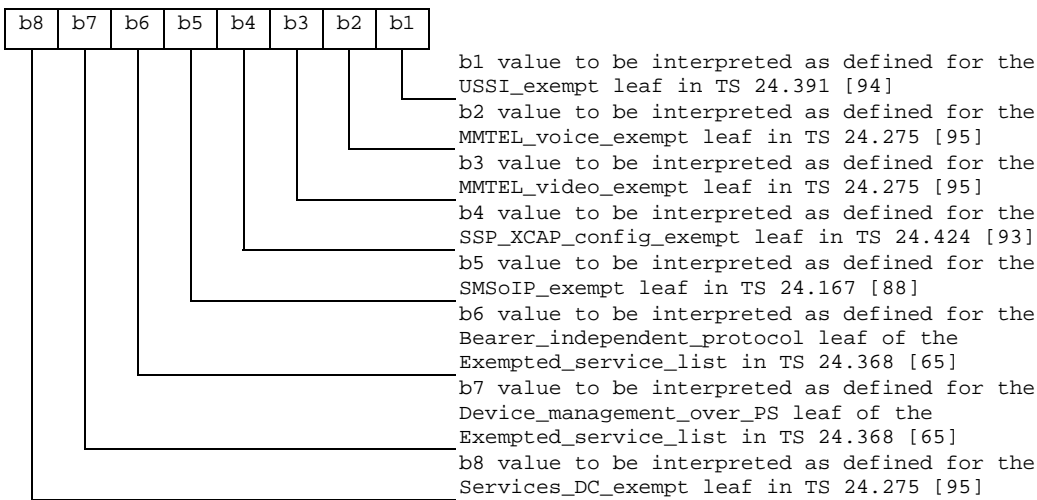 b8 b7 b6 b5 b4 b3 b2 b1
b1 value to be interpreted as defined for the
USSI_exempt leaf in TS 24.391 [94]
b2 value to be interpreted as defined for the
MMTEL_voice_exempt leaf in TS 24.275 [95]
b3 value to be interpreted as defined for the
MMTEL_video_exempt leaf in TS 24.275 [95]
b4 value to be interpreted as defined for the
SSP_XCAP_config_exempt leaf in TS 24.424 [93]
b5 value to be interpreted as defined for the
SMSoIP_exempt leaf in TS 24.167 [88]
b6 value to be interpreted as defined for the
Bearer_independent_protocol leaf of the
Exempted_service_list in TS 24.368 [65]
b7 value to be interpreted as defined for the
Device_management_over_PS leaf of the
Exempted_service_list in TS 24.368 [65]
b8 value to be interpreted as defined for the
Services_DC_exempt leaf in TS 24.275 [95]